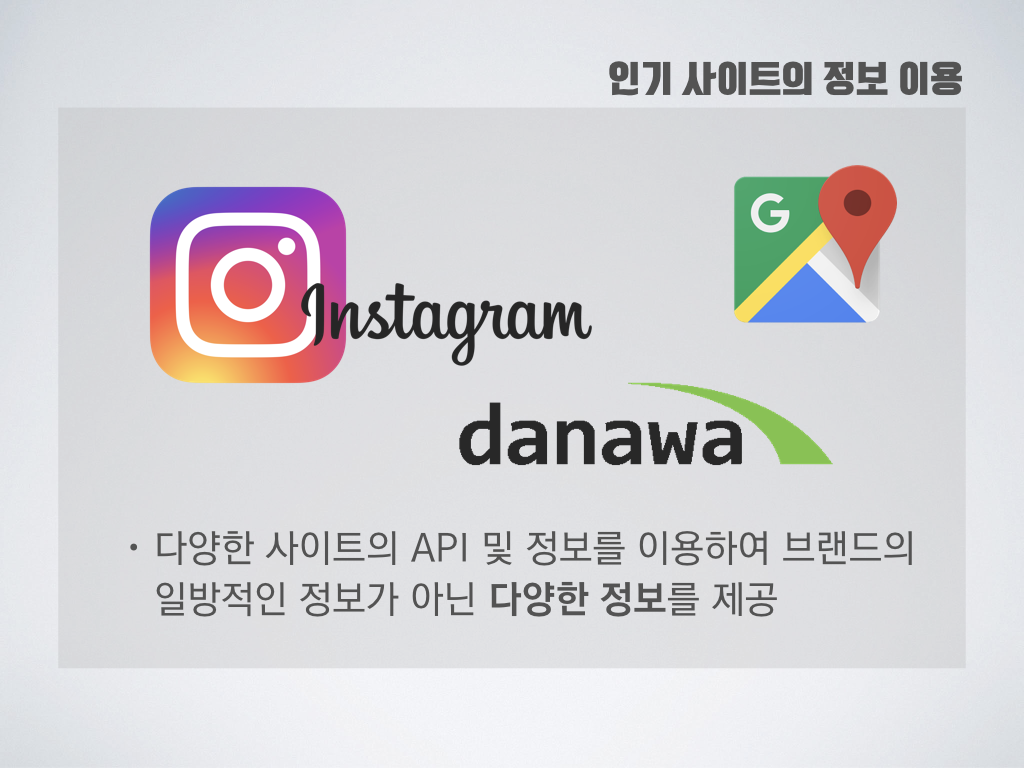 인기 사이트의 정보 이용
G
Instagram
danawa
• 다양한 사이트의 API 및 정보를 이용하여 브랜드의
일방적인 정보가 아닌 다양한 정보를 제공